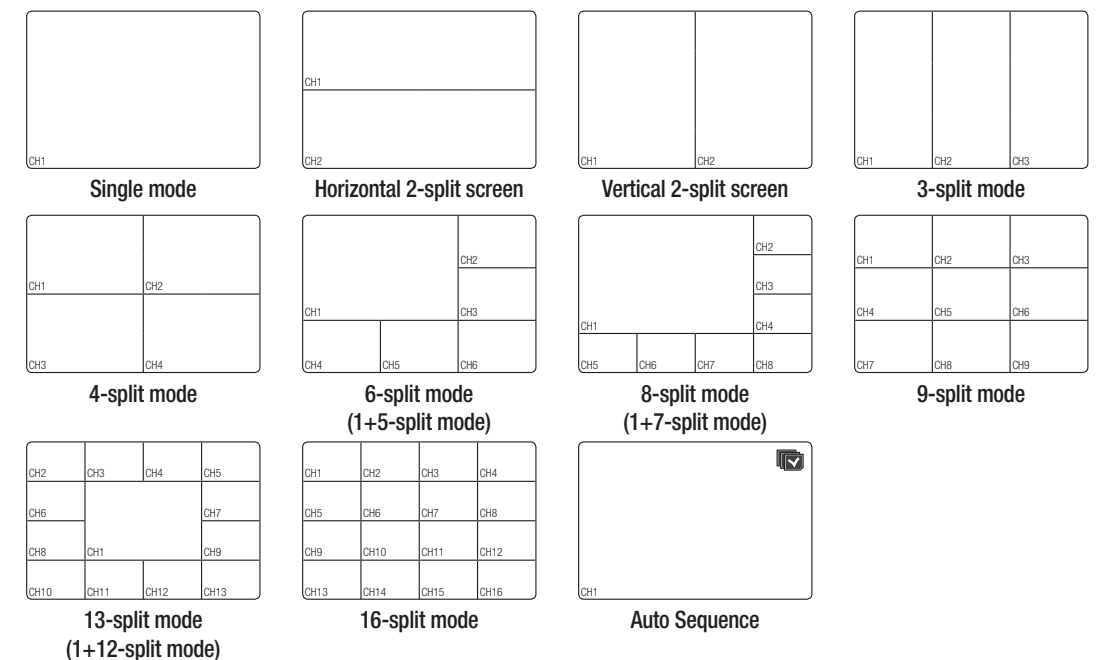 CH1
Single mode
CH1
CH2
Horizontal 2-split screen
CH1 CH2
Vertical 2-split screen
CH1 CH2 CH3
3-split mode
CH1 CH2
CH3 CH4
4-split mode
CH2
CH1 CH3
CH4 CH5 CH6
6-split mode
(1+5-split mode)
CH2
CH3
CH1 CH4
CH5 CH6 CH7 CH8
8-split mode
(1+7-split mode)
CH1 CH2 CH3
CH4 CH5 CH6
CH7 CH8 CH9
9-split mode
CH2 CH3 CH4 CH5
CH6 CH7
CH8 CH1 CH9
CH10 CH11 CH12 CH13
13-split mode
(1+12-split mode)
CH1 CH2 CH3 CH4
CH5 CH6 CH7 CH8
CH9 CH10 CH11 CH12
CH13 CH14 CH15 CH16
16-split mode
CH1
Auto Sequence